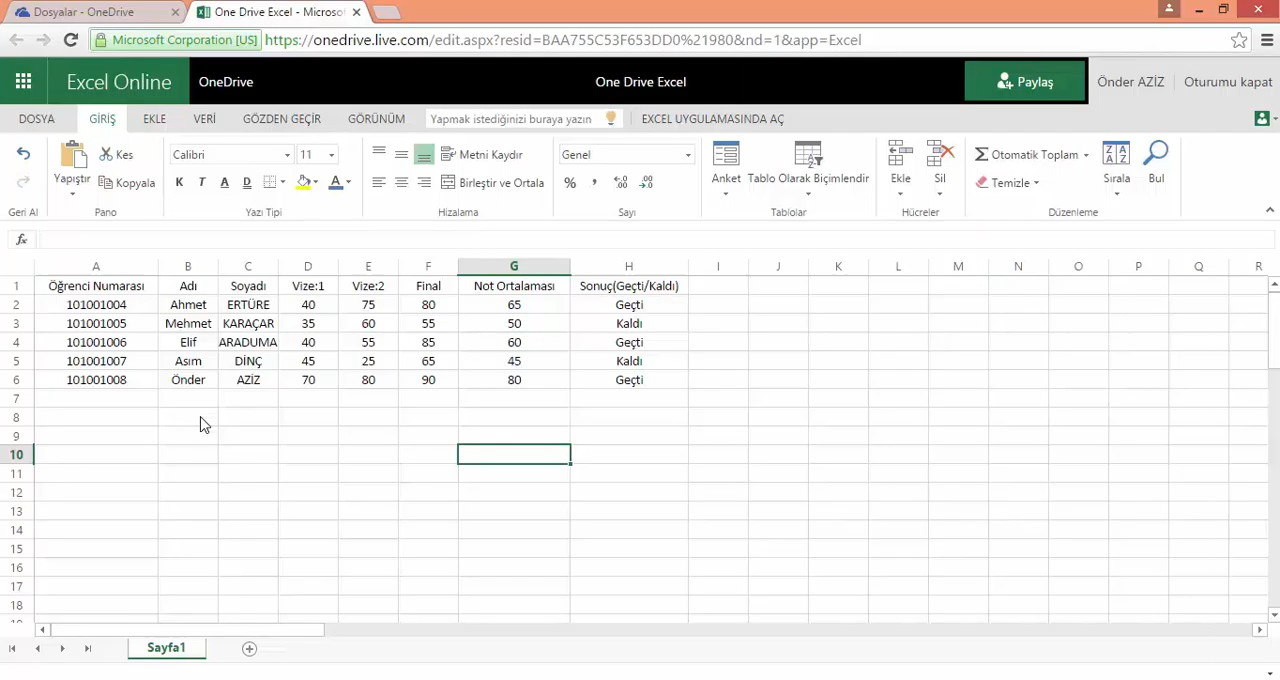 Dosyalar - OneDrive
One Drive Excel - Microso
Microsoft Corporation [US]
https://onedrive.live.com/edit.aspx?resid=BAA755C53F653DD0%21980&nd=1&app=Excel
Excel Online
OneDrive
One Drive Excel
Paylaş
Önder AZİZ
Oturumu kapat
DOSYA GİRİŞ EKLE VERİ GÖZDEN GEÇİR GÖRÜNÜM Yapmak istediğinizi buraya yazın EXCEL UYGULAMASINDA AÇ
Kes Calibri 11 Metni Kaydır Genel Otomatik Toplam
Yapıştır Kopyala K T A D A Birleştir ve Ortala % , Anket Tablo Olarak Biçimlendir Ekle Sil Temizle Sırala Bul
Geri Al Pano Yazı Tipi Hizalama Sayı Tablolar Hücreler Düzenleme
fx
A B C D E F G H I J K L M N O P Q R
1 Öğrenci Numarası Adı Soyadı Vize:1 Vize:2 Final Not Ortalaması Sonuç(Geçti/Kaldı)
2 101001004 Ahmet ERTÜRE 40 75 80 65 Geçti
3 101001005 Mehmet KARAÇAR 35 60 55 50 Kaldı
4 101001006 Elif ARADUMA 40 55 85 60 Geçti
5 101001007 Asım DİNÇ 45 25 65 45 Kaldı
6 101001008 Önder AZİZ 70 80 90 80 Geçti
7
8
9
10
11
12
13
14
15
16
17
18
Sayfa1